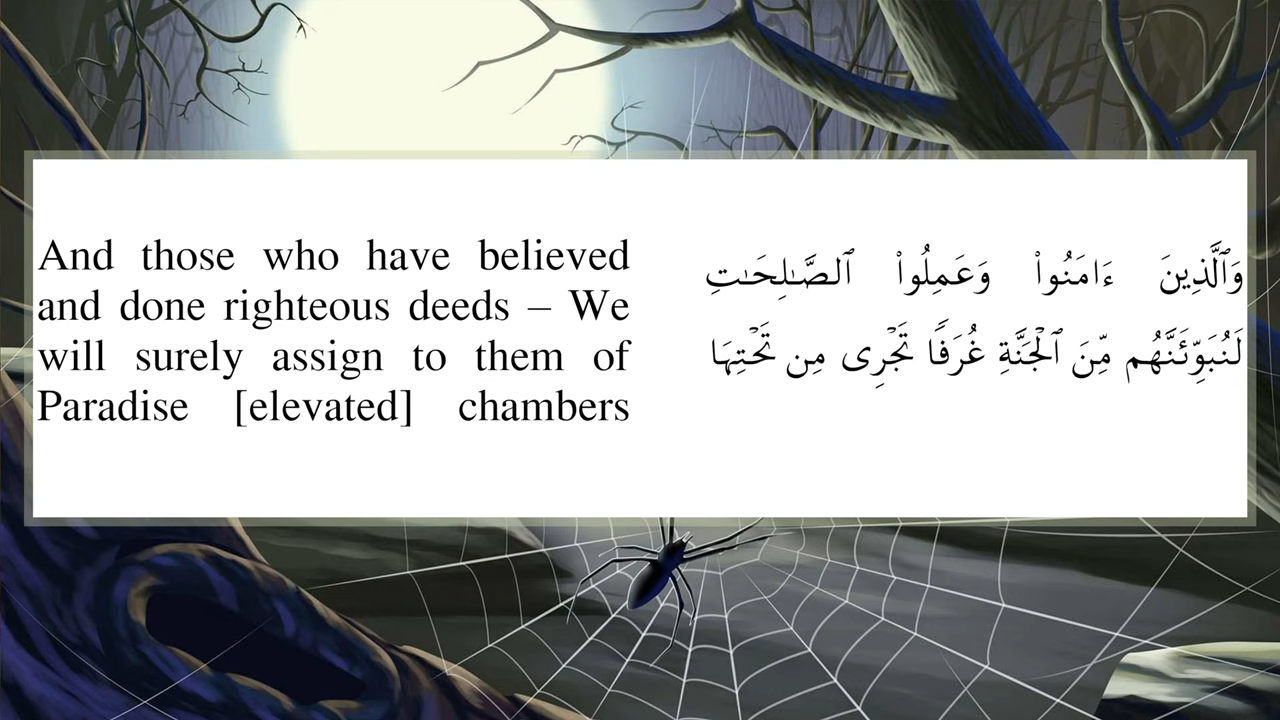 And those who have believed
and done righteous deeds – We
will surely assign to them of
Paradise [elevated] chambers
وَٱلَّذِينَ ءَامَنُوا۟ وَعَمِلُوا۟ ٱلصَّـٰلِحَـٰتِ
لَنُبَوِّئَنَّهُم مِّنَ ٱلْجَنَّةِ غُرَفًۭا تَجْرِى مِن تَحْتِهَا